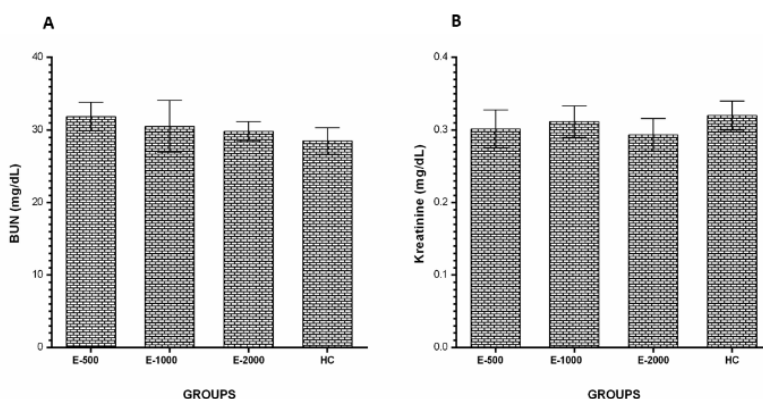 A
BUN (mg/dL)
40
30
20
10
0
E-500 E-1000 E-2000 HC
GROUPS
B
Kreatinine (mg/dL)
0.4
0.3
0.2
0.1
0.0
E-500 E-1000 E-2000 HC
GROUPS